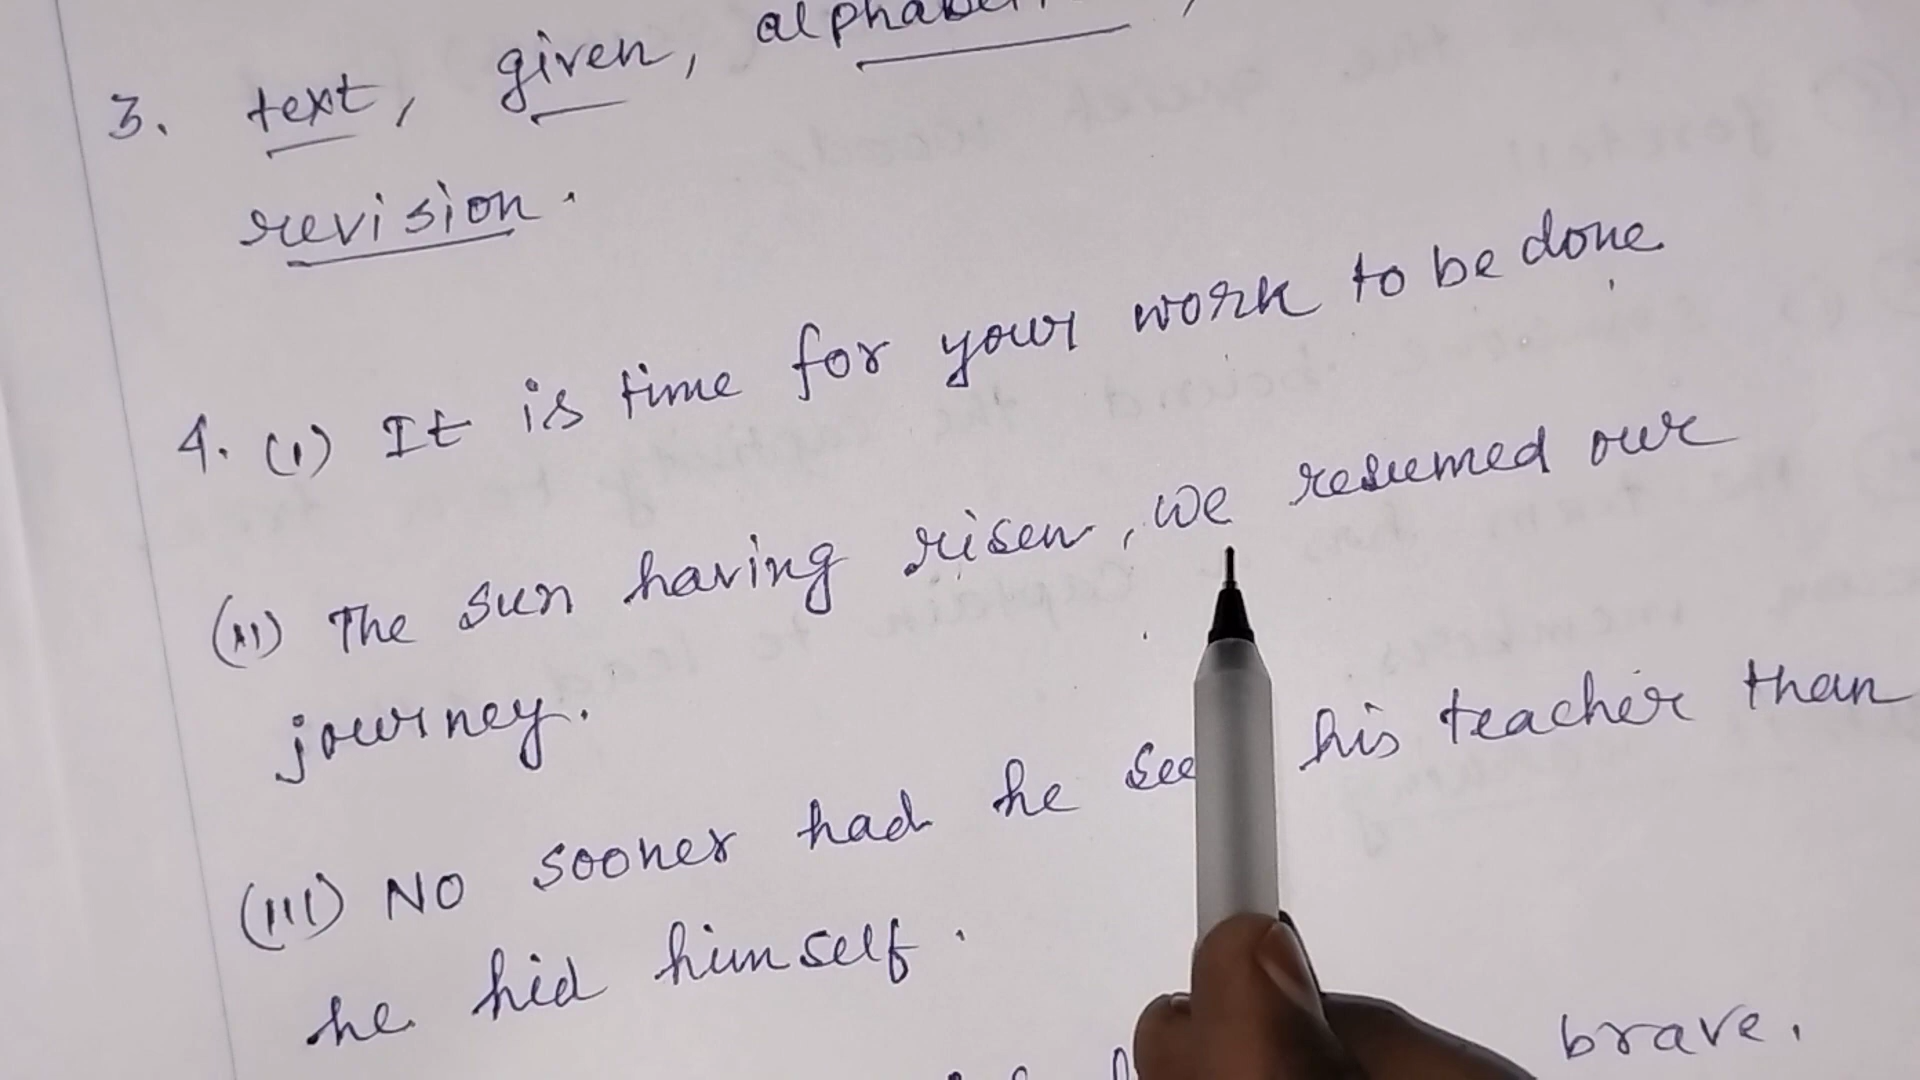 3. text, given,
revision.
4. (i) It is time for your work to be done
(ii) The sun having risen, we resumed our
journey.
(iii) No sooner had he see his teacher than
he hid himself.
brave.